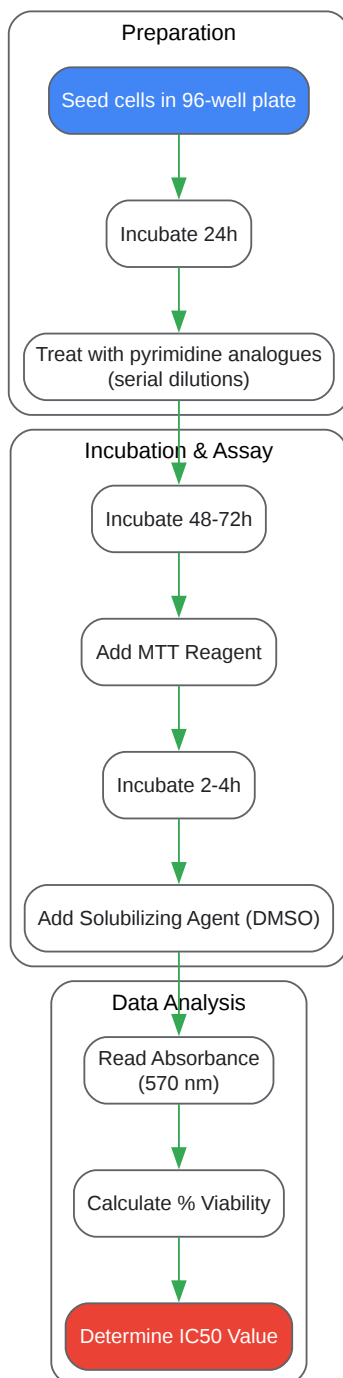 Preparation
Seed cells in 96-well plate
Incubate 24h
Treat with pyrimidine analogues
(serial dilutions)
Incubation & Assay
Incubate 48-72h
Add MTT Reagent
Incubate 2-4h
Add Solubilizing Agent (DMSO)
Data Analysis
Read Absorbance
(570 nm)
Calculate % Viability
Determine IC50 Value